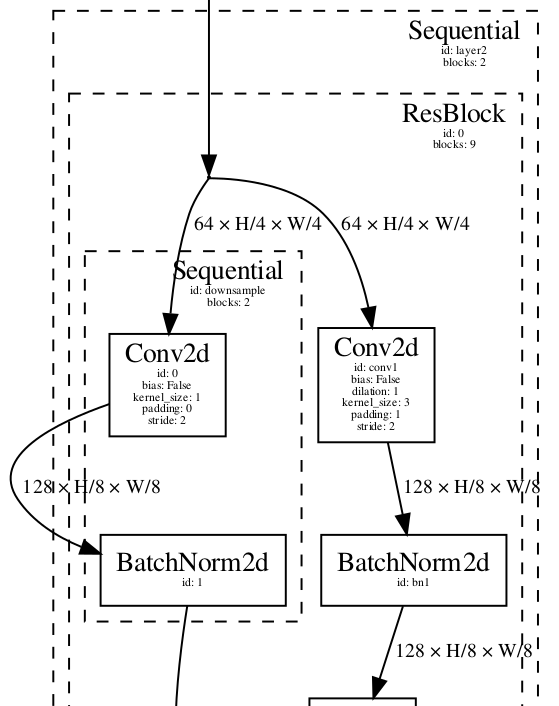 Sequential
id: layer2
blocks: 2
ResBlock
id: 0
blocks: 9
64 × H/4 × W/4
64 × H/4 × W/4
Sequential
id: downsample
blocks: 2
Conv2d
id: 0
bias: False
kernel_size: 1
padding: 0
stride: 2
Conv2d
id: conv1
bias: False
dilation: 1
kernel_size: 3
padding: 1
stride: 2
128 × H/8 × W/8
128 × H/8 × W/8
BatchNorm2d
id: 1
BatchNorm2d
id: bn1
128 × H/8 × W/8